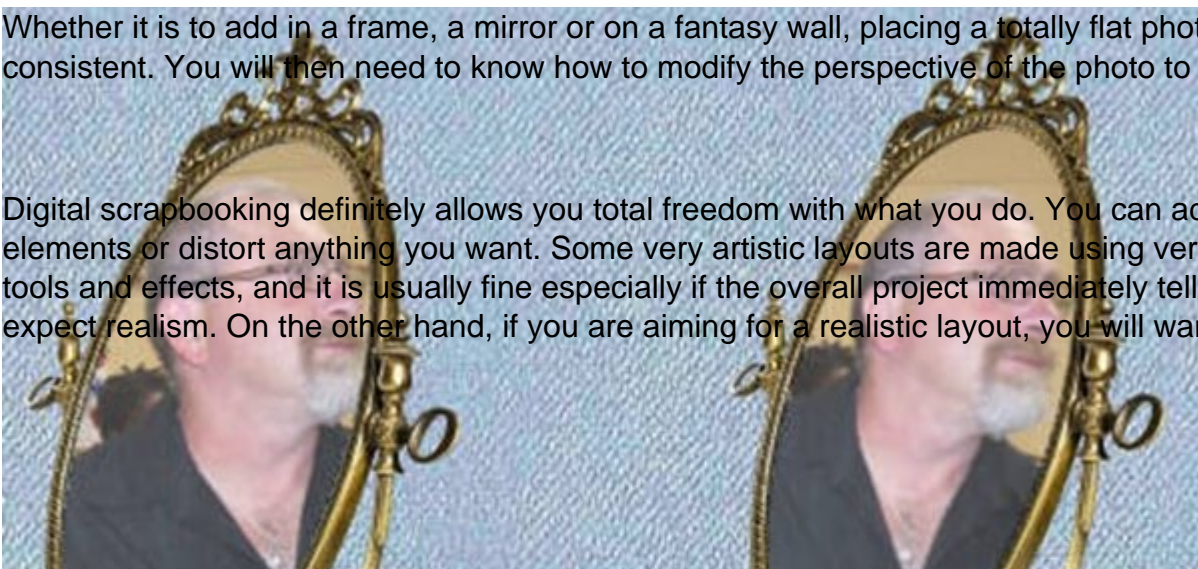 Whether it is to add in a frame, a mirror or on a fantasy wall, placing a totally flat phot
consistent. You will then need to know how to modify the perspective of the photo to
Digital scrapbooking definitely allows you total freedom with what you do. You can ad
elements or distort anything you want. Some very artistic layouts are made using ver
tools and effects, and it is usually fine especially if the overall project immediately tell
expect realism. On the other hand, if you are aiming for a realistic layout, you will wa